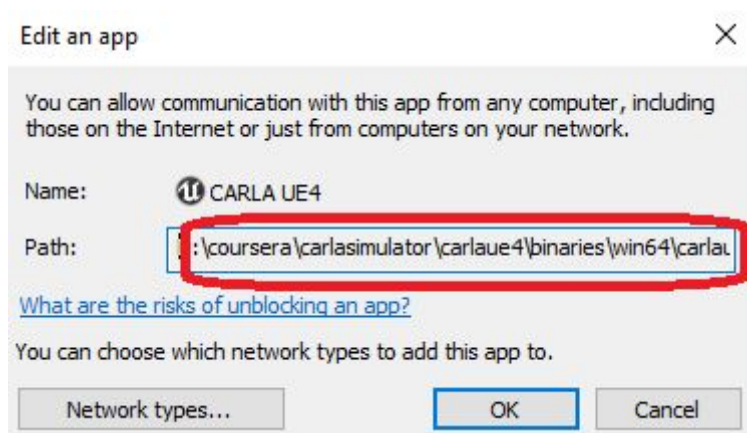 Edit an app
You can allow communication with this app from any computer, including
those on the Internet or just from computers on your network.
Name: CARLA UE4
Path: :\coursera\carlasimulator\carlaue4\binaries\win64\carlau
What are the risks of unblocking an app?
You can choose which network types to add this app to.
Network types... OK Cancel